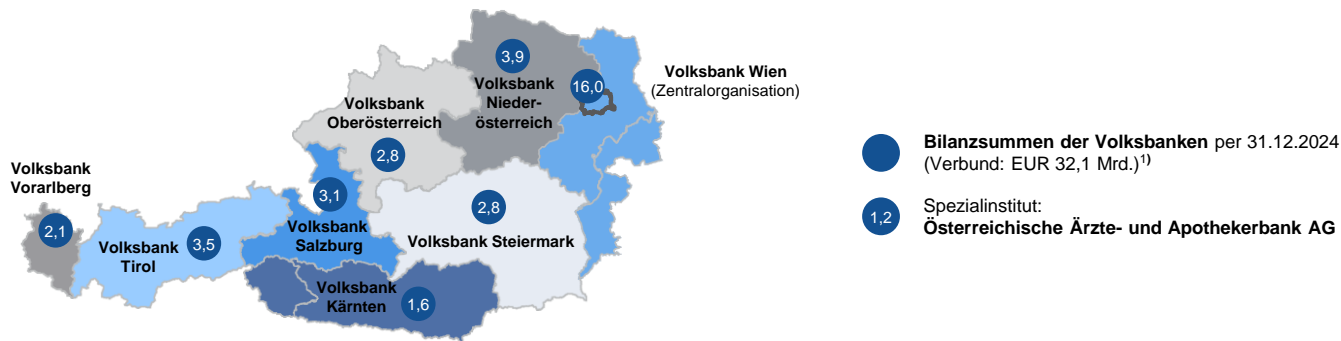 3,9
Volksbank
Nieder-
österreich
16,0
Volksbank Wien
(Zentralorganisation)
Volksbank
Oberösterreich
2,8
Volksbank
Vorarlberg
2,1
Volksbank
Tirol
3,5
3,1
Volksbank
Salzburg
2,8
Volksbank Steiermark
Volksbank
Kärnten
1,6
Bilanzsummen der Volksbanken per 31.12.2024
(Verbund: EUR 32,1 Mrd.)¹⁾
1,2
Spezialinstitut:
Österreichische Ärzte- und Apothekerbank AG